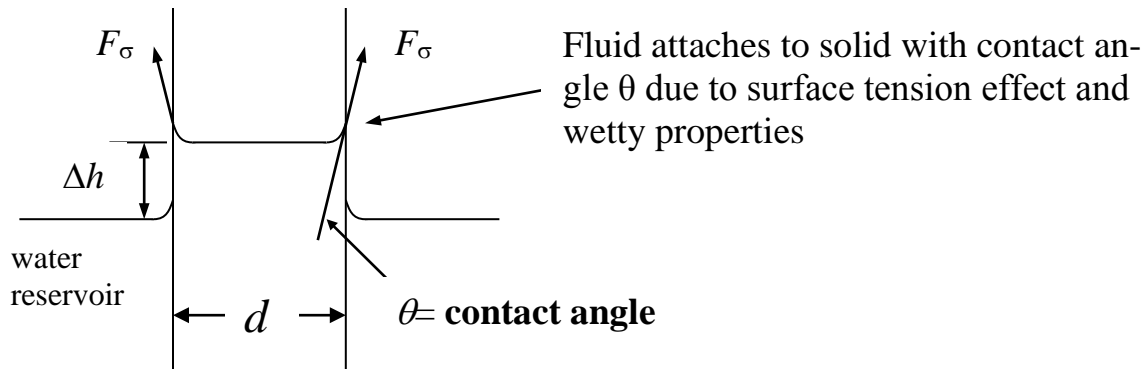 Fσ
Fσ
Fluid attaches to solid with contact an-
gle θ due to surface tension effect and
wetty properties
Δh
water
reservoir
d
θ= contact angle